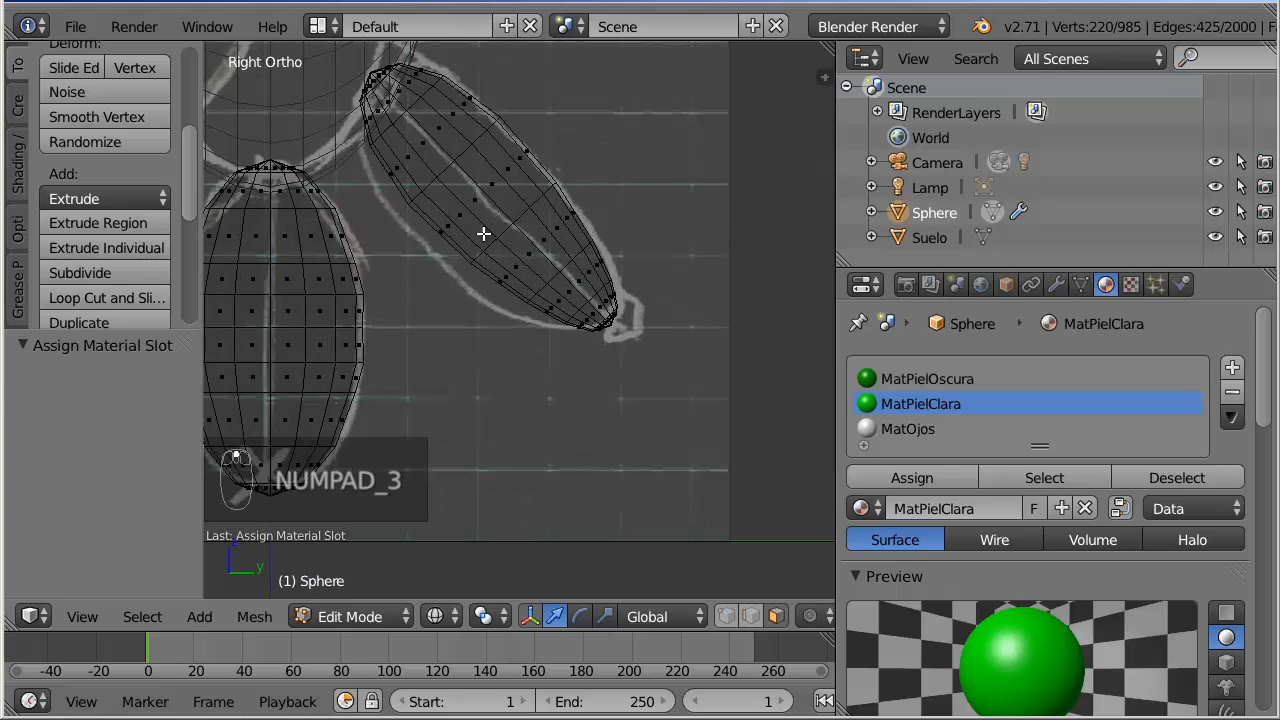 File Render Window Help Default Scene Blender Render v2.71 | Verts:220/985 | Edges:425/2000 | F
Deform:
Slide Ed Vertex
Noise
Smooth Vertex
Randomize
Add:
Extrude
Extrude Region
Extrude Individual
Subdivide
Loop Cut and Sli...
Duplicate
To
Cre
Shading /
Opti
Grease P
Assign Material Slot
Right Ortho
NUMPAD_3
Last: Assign Material Slot
z
y
(1) Sphere
View Select Add Mesh Edit Mode Global
-40 -20 0 20 40 60 80 100 120 140 160 180 200 220 240 260
View Marker Frame Playback Start: 1 End: 250 1
View Search All Scenes
Scene
RenderLayers
World
Camera
Lamp
Sphere
Suelo
Sphere MatPielClara
MatPielOscura
MatPielClara
MatOjos
Assign Select Deselect
MatPielClara F Data
Surface Wire Volume Halo
Preview